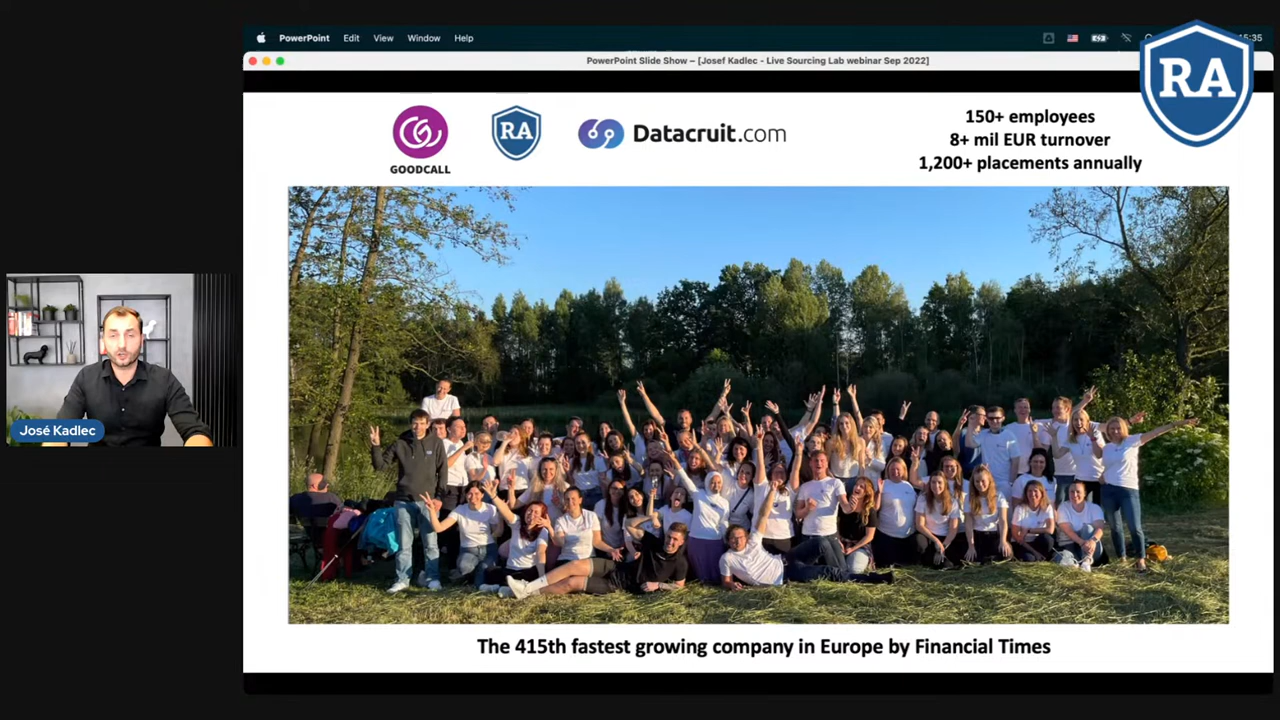 PowerPoint Edit View Window Help
PowerPoint Slide Show – [Josef Kadlec - Live Sourcing Lab webinar Sep 2022]
RA
GOODCALL
RA
Datacruit.com
150+ employees
8+ mil EUR turnover
1,200+ placements annually
José Kadlec
The 415th fastest growing company in Europe by Financial Times